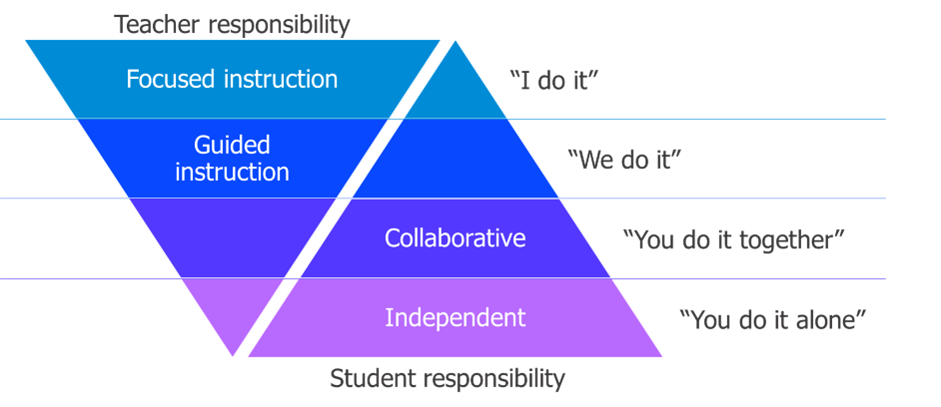 Teacher responsibility
Focused instruction
“I do it”
Guided
instruction
“We do it”
Collaborative
“You do it together”
Independent
“You do it alone”
Student responsibility